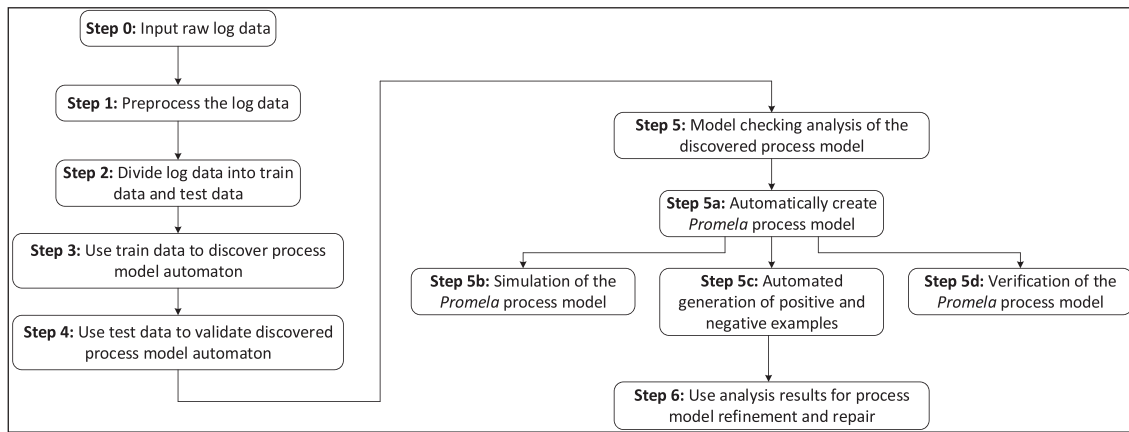 Step 0: Input raw log data
Step 1: Preprocess the log data
Step 2: Divide log data into train
data and test data
Step 3: Use train data to discover process
model automaton
Step 4: Use test data to validate discovered
process model automaton
Step 5: Model checking analysis of the
discovered process model
Step 5a: Automatically create
Promela process model
Step 5b: Simulation of the
Promela process model
Step 5c: Automated
generation of positive and
negative examples
Step 5d: Verification of the
Promela process model
Step 6: Use analysis results for process
model refinement and repair